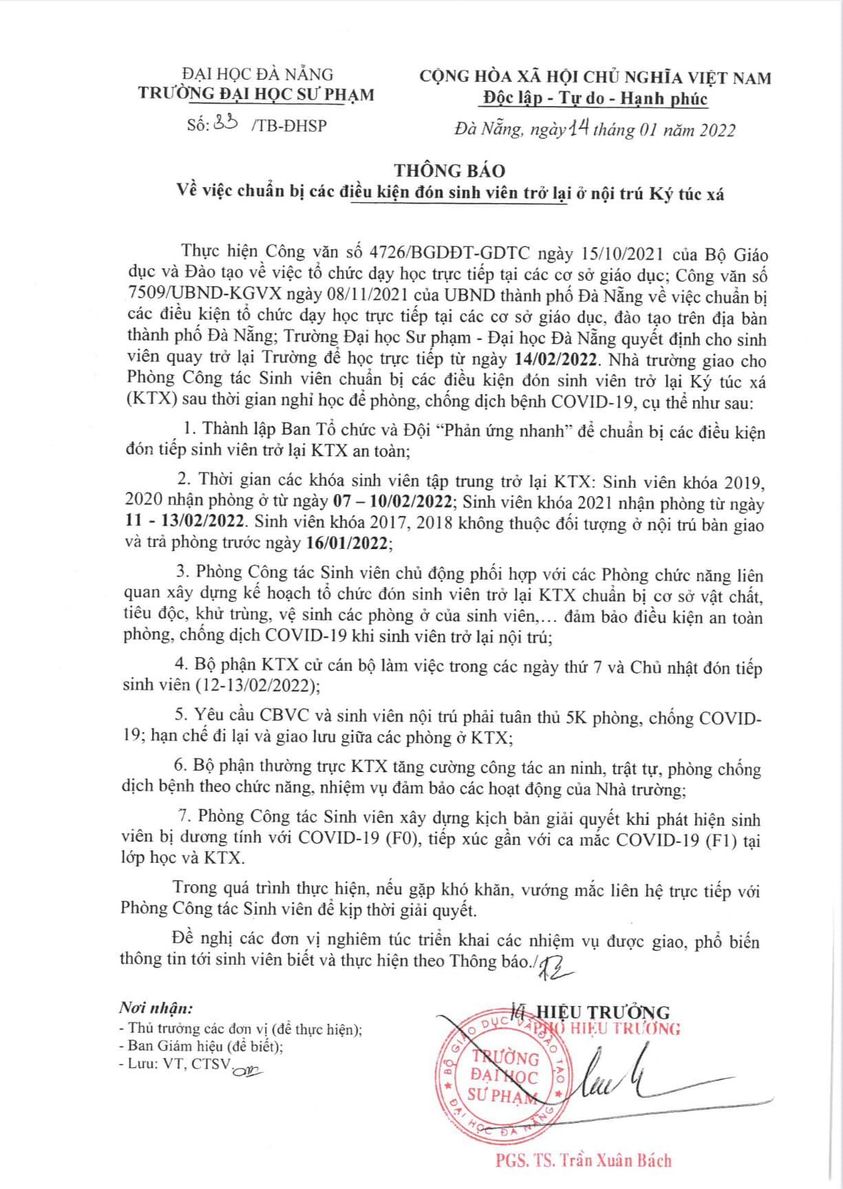 ĐẠI HỌC ĐÀ NẴNG
TRƯỜNG ĐẠI HỌC SƯ PHẠM
Số: 33 /TB-ĐHSP
CỘNG HÒA XÃ HỘI CHỦ NGHĨA VIỆT NAM
Độc lập - Tự do - Hạnh phúc
Đà Nẵng, ngày 14 tháng 01 năm 2022
THÔNG BÁO
Về việc chuẩn bị các điều kiện đón sinh viên trở lại ở nội trú Ký túc xá
Thực hiện Công văn số 4726/BGDĐT-GDTC ngày 15/10/2021 của Bộ Giáo
dục và Đào tạo về việc tổ chức dạy học trực tiếp tại các cơ sở giáo dục; Công văn số
7509/UBND-KGVX ngày 08/11/2021 của UBND thành phố Đà Nẵng về việc chuẩn bị
các điều kiện tổ chức dạy học trực tiếp tại các cơ sở giáo dục, đào tạo trên địa bàn
thành phố Đà Nẵng; Trường Đại học Sư phạm - Đại học Đà Nẵng quyết định cho sinh
viên quay trở lại Trường để học trực tiếp từ ngày 14/02/2022. Nhà trường giao cho
Phòng Công tác Sinh viên chuẩn bị các điều kiện đón sinh viên trở lại Ký túc xá
(KTX) sau thời gian nghỉ học để phòng, chống dịch bệnh COVID-19, cụ thể như sau:
1. Thành lập Ban Tổ chức và Đội “Phản ứng nhanh” để chuẩn bị các điều kiện
đón tiếp sinh viên trở lại KTX an toàn;
2. Thời gian các khóa sinh viên tập trung trở lại KTX: Sinh viên khóa 2019,
2020 nhận phòng ở từ ngày 07 – 10/02/2022; Sinh viên khóa 2021 nhận phòng từ ngày
11 - 13/02/2022. Sinh viên khóa 2017, 2018 không thuộc đối tượng ở nội trú bàn giao
và trả phòng trước ngày 16/01/2022;
3. Phòng Công tác Sinh viên chủ động phối hợp với các Phòng chức năng liên
quan xây dựng kế hoạch tổ chức đón sinh viên trở lại KTX chuẩn bị cơ sở vật chất,
tiêu độc, khử trùng, vệ sinh các phòng ở của sinh viên,… đảm bảo điều kiện an toàn
phòng, chống dịch COVID-19 khi sinh viên trở lại nội trú;
4. Bộ phận KTX cử cán bộ làm việc trong các ngày thứ 7 và Chủ nhật đón tiếp
sinh viên (12-13/02/2022);
5. Yêu cầu CBVC và sinh viên nội trú phải tuân thủ 5K phòng, chống COVID-
19; hạn chế đi lại và giao lưu giữa các phòng ở KTX;
6. Bộ phận thường trực KTX tăng cường công tác an ninh, trật tự, phòng chống
dịch bệnh theo chức năng, nhiệm vụ đảm bảo các hoạt động của Nhà trường;
7. Phòng Công tác Sinh viên xây dựng kịch bản giải quyết khi phát hiện sinh
viên bị dương tính với COVID-19 (F0), tiếp xúc gần với ca mắc COVID-19 (F1) tại
lớp học và KTX.
Trong quá trình thực hiện, nếu gặp khó khăn, vướng mắc liên hệ trực tiếp với
Phòng Công tác Sinh viên để kịp thời giải quyết.
Đề nghị các đơn vị nghiêm túc triển khai các nhiệm vụ được giao, phổ biến
thông tin tới sinh viên biết và thực hiện theo Thông báo./.
Nơi nhận:
- Thủ trưởng các đơn vị (để thực hiện);
- Ban Giám hiệu (để biết);
- Lưu: VT, CTSV.
HIỆU TRƯỞNG
PHÓ HIỆU TRƯỞNG
BỘ GIÁO DỤC VÀ ĐÀO TẠO
TRƯỜNG
ĐẠI HỌC
SƯ PHẠM
ĐẠI HỌC ĐÀ NẴNG
PGS. TS. Trần Xuân Bách